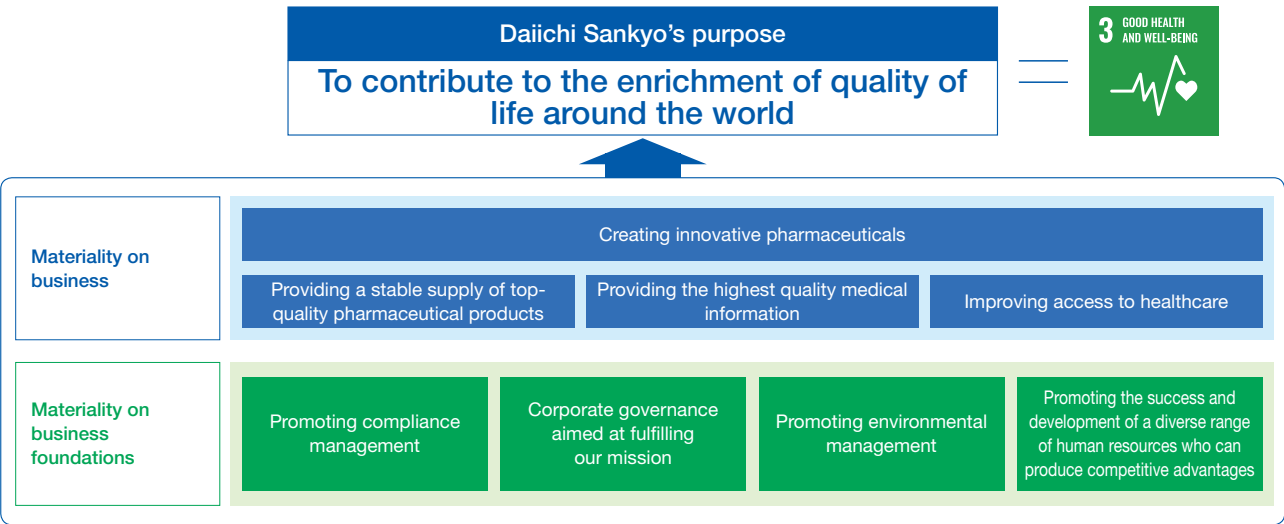 Daiichi Sankyo's purpose
To contribute to the enrichment of quality of
life around the world
3 GOOD HEALTH
AND WELL-BEING
Materiality on
business
Creating innovative pharmaceuticals
Providing a stable supply of top-
quality pharmaceutical products
Providing the highest quality medical
information
Improving access to healthcare
Materiality on
business
foundations
Promoting compliance
management
Corporate governance
aimed at fulfilling
our mission
Promoting environmental
management
Promoting the success and
development of a diverse range
of human resources who can
produce competitive advantages